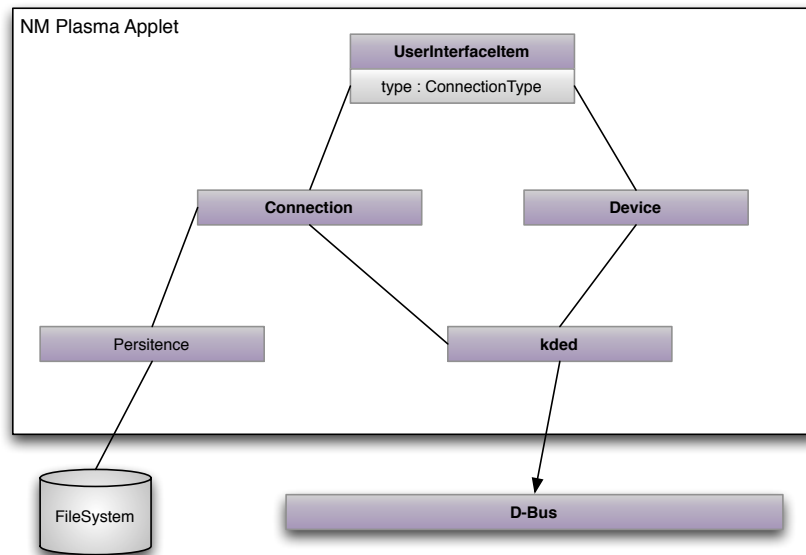 NM Plasma Applet
UserInterfaceItem
type : ConnectionType
Connection
Device
Persitence
kded
FileSystem
D-Bus